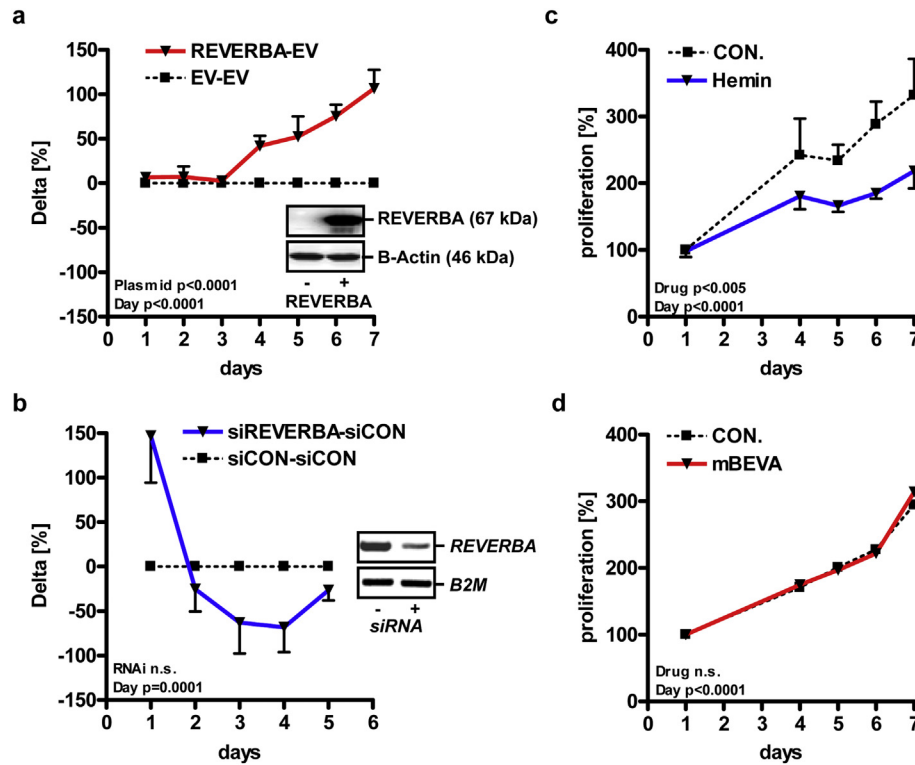 a
150
100
50
0
-50
-100
-150
Delta [%]
REVERBA-EV
EV-EV
REVERBA (67 kDa)
B-Actin (46 kDa)
- +
REVERBA
Plasmid p<0.0001
Day p<0.0001
0 1 2 3 4 5 6 7
days
b
150
100
50
0
-50
-100
-150
Delta [%]
siREVERBA-siCON
siCON-siCON
REVERBA
B2M
- +
siRNA
RNAi n.s.
Day p=0.0001
0 1 2 3 4 5 6
days
c
400
300
200
100
0
proliferation [%]
CON.
Hemin
Drug p<0.005
Day p<0.0001
0 1 2 3 4 5 6 7
days
d
400
300
200
100
0
proliferation [%]
CON.
mBEVA
Drug n.s.
Day p<0.0001
0 1 2 3 4 5 6 7
days